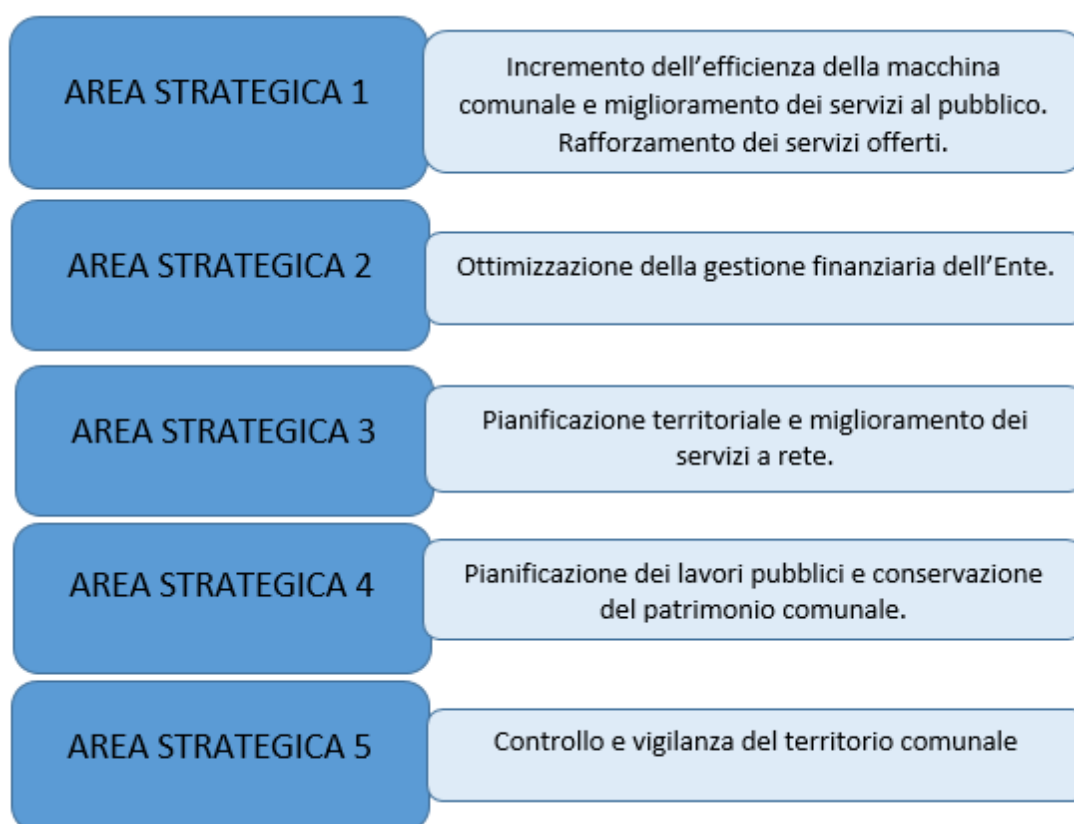 AREA STRATEGICA 1
Incremento dell'efficienza della macchina
comunale e miglioramento dei servizi al pubblico.
Rafforzamento dei servizi offerti.
AREA STRATEGICA 2
Ottimizzazione della gestione finanziaria dell'Ente.
AREA STRATEGICA 3
Pianificazione territoriale e miglioramento dei
servizi a rete.
AREA STRATEGICA 4
Pianificazione dei lavori pubblici e conservazione
del patrimonio comunale.
AREA STRATEGICA 5
Controllo e vigilanza del territorio comunale